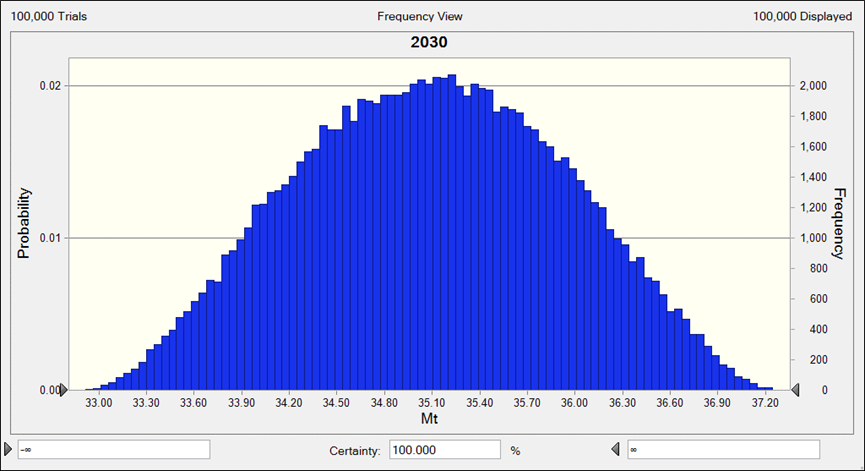 100,000 Trials Frequency View 100,000 Displayed
2030
0.02 2,000
1,800
1,600
1,400
1,200
0.01 1,000
800
600
400
200
0.00 0
Probability
Frequency
33.00 33.30 33.60 33.90 34.20 34.50 34.80 35.10 35.40 35.70 36.00 36.30 36.60 36.90 37.20
Mt
-∞ Certainty: 100.000 % ∞